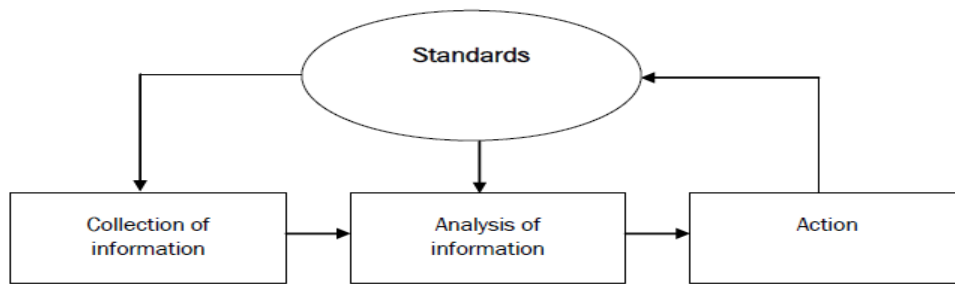 Standards
Collection of
information
Analysis of
information
Action